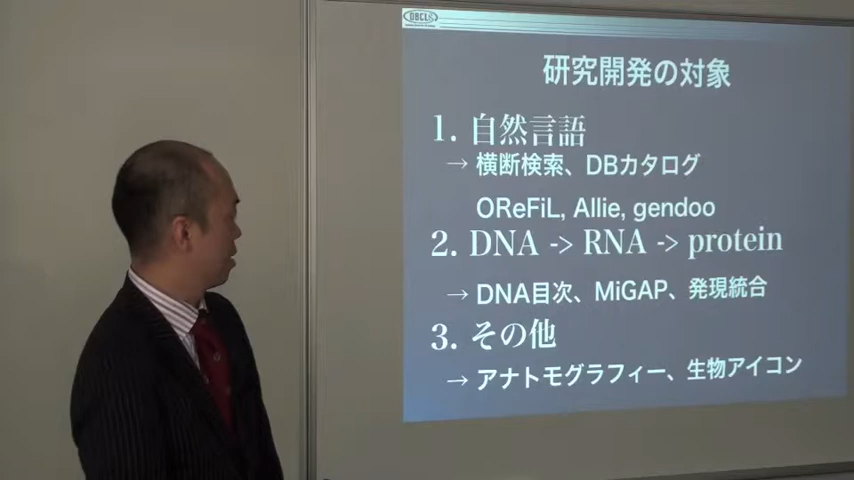 DBCLS
研究開発の対象
1. 自然言語
→ 横断検索、DBカタログ
OReFiL, Allie, gendoo
2. DNA -> RNA -> protein
→ DNA目次、MiGAP、発現統合
3. その他
→ アナトモグラフィー、生物アイコン